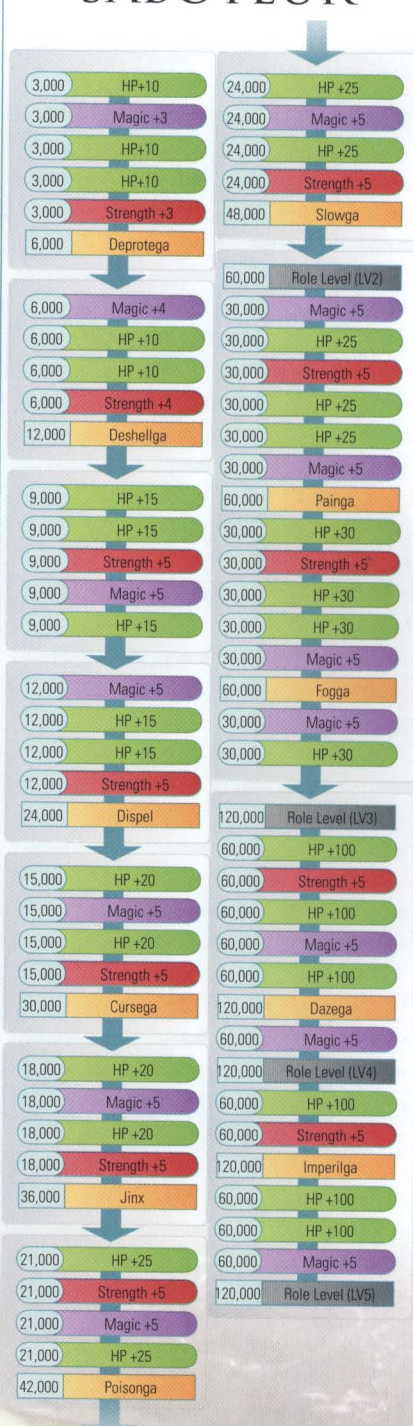 SABOTEUR
3,000 HP+10
3,000 Magic +3
3,000 HP+10
3,000 HP+10
3,000 Strength +3
6,000 Deprotega
6,000 Magic +4
6,000 HP +10
6,000 HP +10
6,000 Strength +4
12,000 Deshellga
9,000 HP +15
9,000 HP +15
9,000 Strength +5
9,000 Magic +5
9,000 HP +15
12,000 Magic +5
12,000 HP +15
12,000 HP +15
12,000 Strength +5
24,000 Dispel
15,000 HP +20
15,000 Magic +5
15,000 HP +20
15,000 Strength +5
30,000 Cursega
18,000 HP +20
18,000 Magic +5
18,000 HP +20
18,000 Strength +5
36,000 Jinx
21,000 HP +25
21,000 Strength +5
21,000 Magic +5
21,000 HP +25
42,000 Poisonga
24,000 HP +25
24,000 Magic +5
24,000 HP +25
24,000 Strength +5
48,000 Slowga
60,000 Role Level (LV2)
30,000 Magic +5
30,000 HP +25
30,000 Strength +5
30,000 HP +25
30,000 HP +25
30,000 Magic +5
60,000 Painga
30,000 HP +30
30,000 Strength +5
30,000 HP +30
30,000 HP +30
30,000 Magic +5
60,000 Fogga
30,000 Magic +5
30,000 HP +30
120,000 Role Level (LV3)
60,000 HP +100
60,000 Strength +5
60,000 HP +100
60,000 Magic +5
60,000 HP +100
120,000 Dazega
60,000 Magic +5
120,000 Role Level (LV4)
60,000 HP +100
60,000 Strength +5
120,000 Imperilga
60,000 HP +100
60,000 HP +100
60,000 Magic +5
120,000 Role Level (LV5)